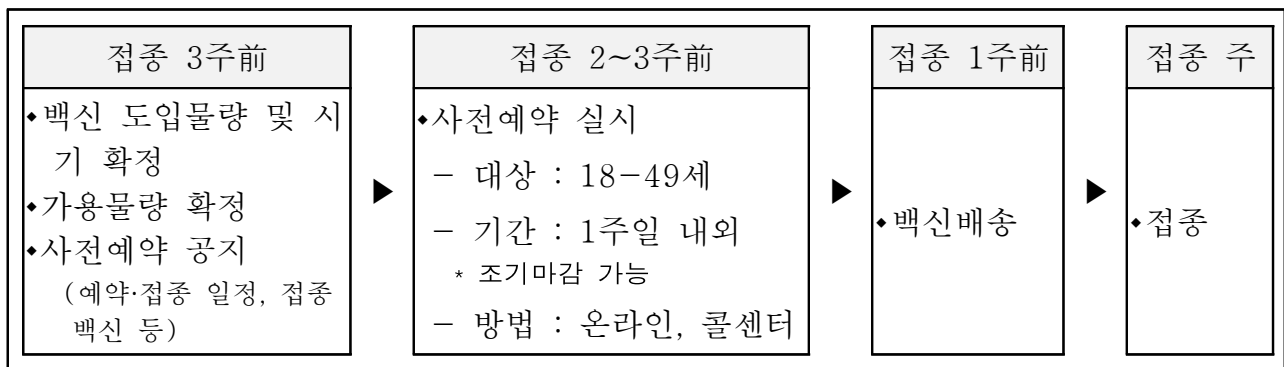 접종 3주前
◆백신 도입물량 및 시
기 확정
◆가용물량 확정
◆사전예약 공지
(예약·접종 일정, 접종
백신 등)
▶
접종 2~3주前
◆사전예약 실시
- 대상 : 18-49세
- 기간 : 1주일 내외
* 조기마감 가능
- 방법 : 온라인, 콜센터
▶
접종 1주前
◆백신배송
▶
접종 주
◆접종